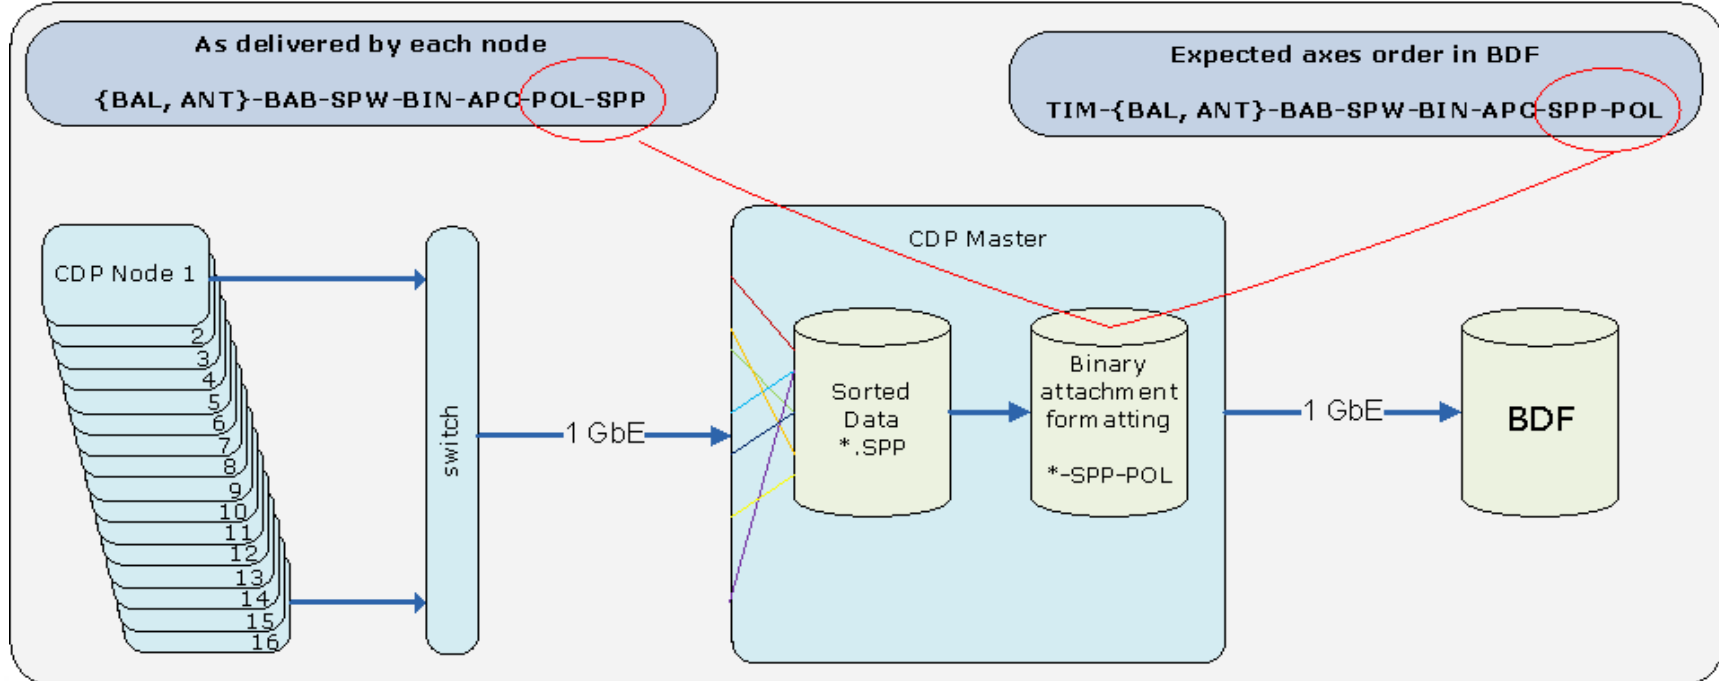 As delivered by each node
{BAL, ANT}-BAB-SPW-BIN-APC-POL-SPP
Expected axes order in BDF
TIM-{BAL, ANT}-BAB-SPW-BIN-APC-SPP-POL
CDP Node 1
2
3
4
5
6
7
8
9
10
11
12
13
14
15
16
switch
1 GbE
CDP Master
Sorted
Data
*.SPP
Binary
attachment
formatting
*-SPP-POL
1 GbE
BDF